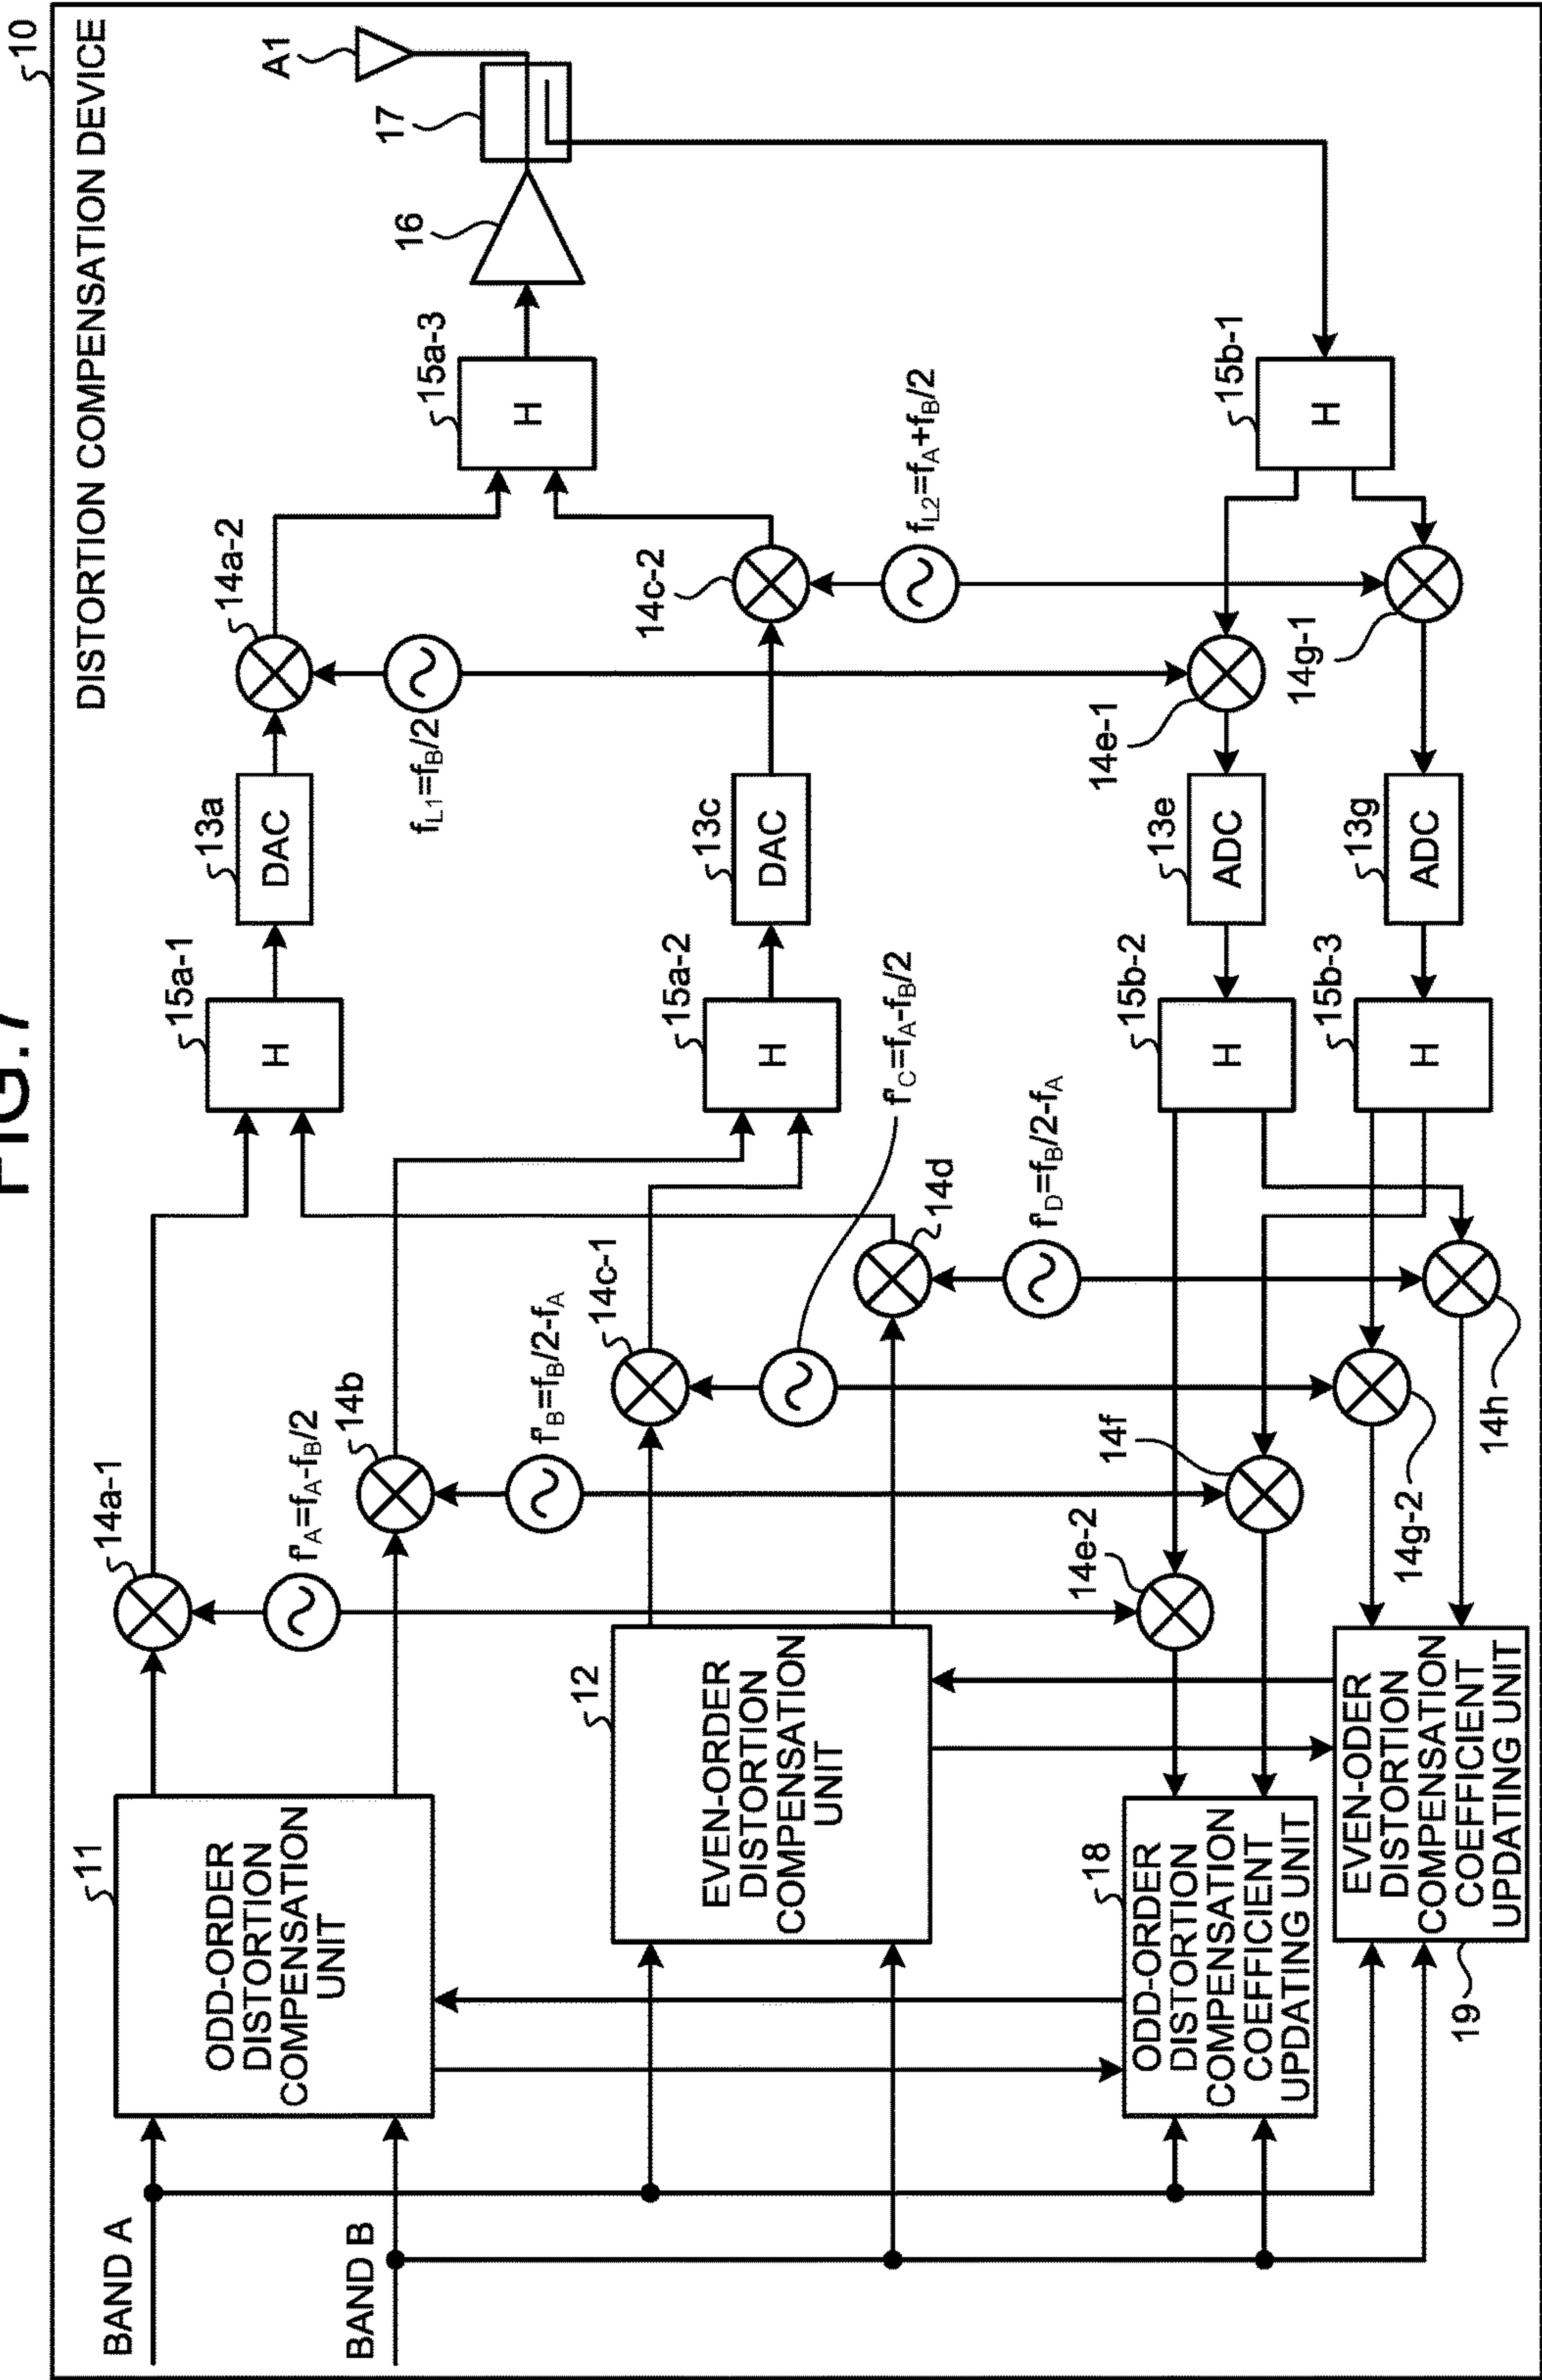 FIG.7
10
DISTORTION COMPENSATION DEVICE
BAND A
BAND B
11
ODD-ORDER
DISTORTION
COMPENSATION
UNIT
12
EVEN-ORDER
DISTORTION
COMPENSATION
UNIT
18
ODD-ORDER
DISTORTION
COMPENSATION
COEFFICIENT
UPDATING UNIT
19
EVEN-ODER
DISTORTION
COMPENSATION
COEFFICIENT
UPDATING UNIT
14a-1
f'A=fA-fB/2
14b
f'B=fB/2-fA
14c-1
f'C=fA-fB/2
14d
f'D=fB/2-fA
14e-2
14f
14g-2
14h
15a-1
H
15a-2
H
15b-2
H
15b-3
H
13a
DAC
13c
DAC
13e
ADC
13g
ADC
14a-2
fL1=fB/2
14c-2
fL2=fA+fB/2
14e-1
14g-1
15a-3
H
15b-1
H
16
17
A1